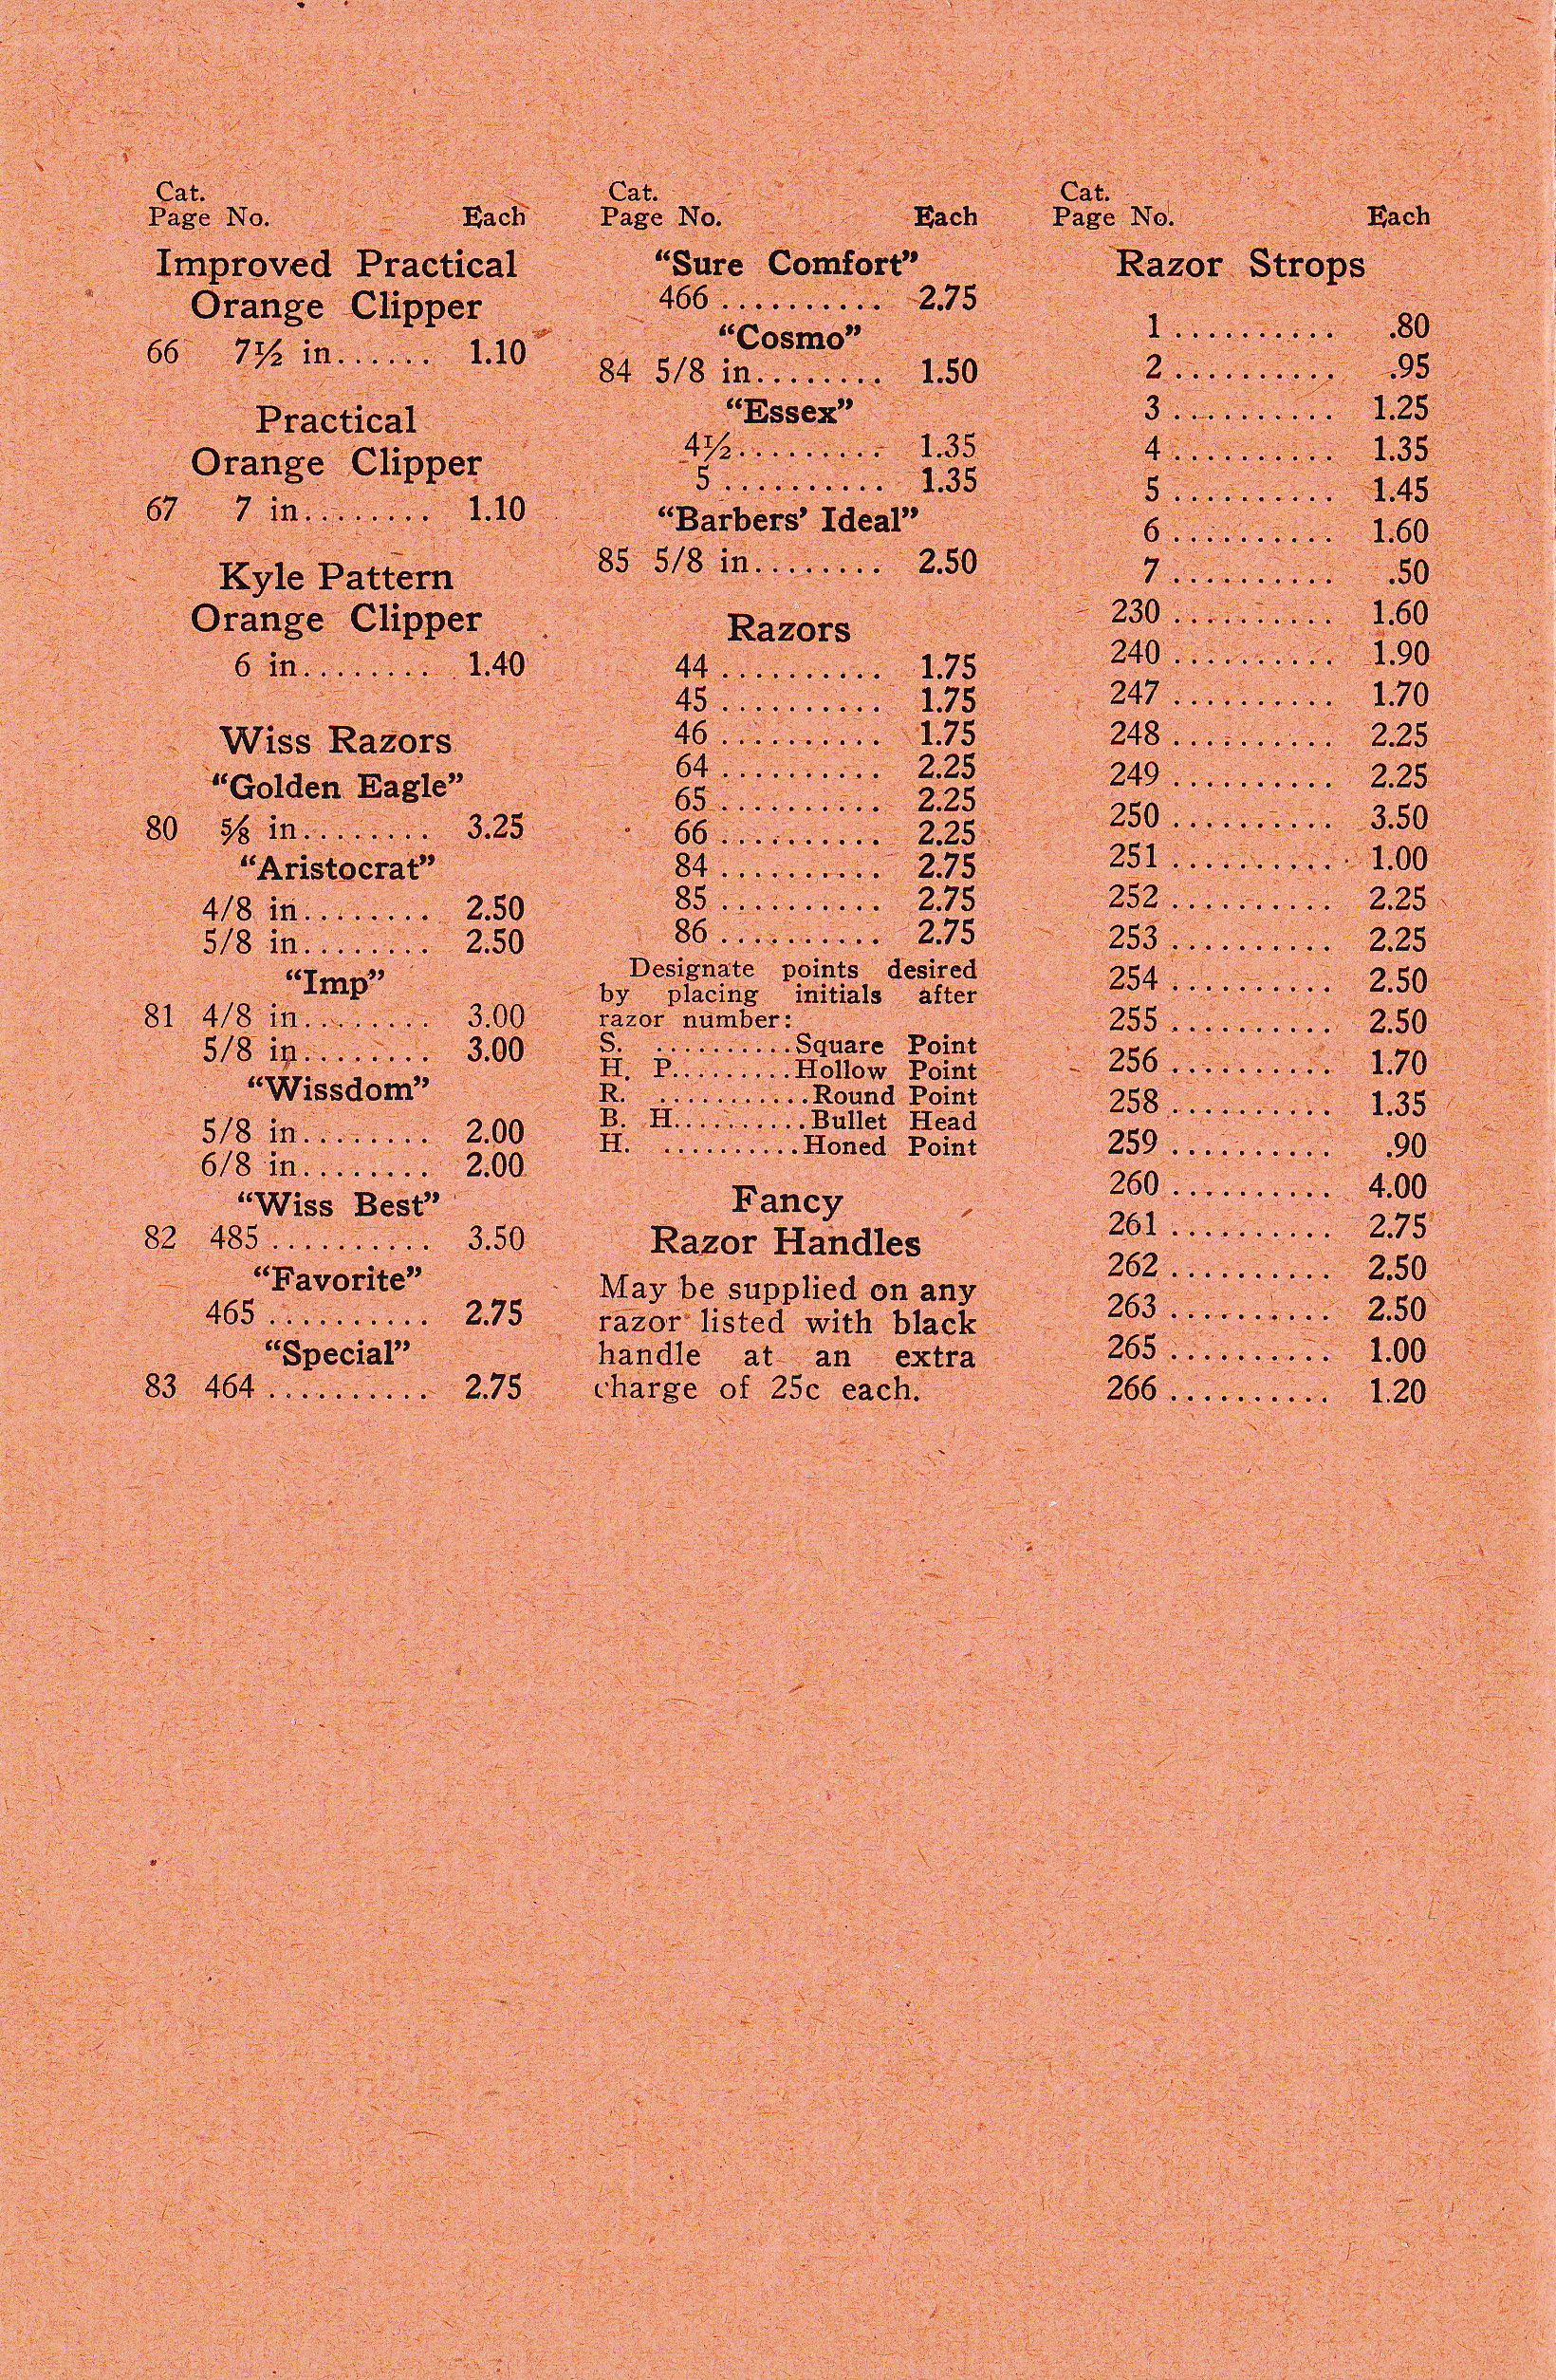 Cat.
Page No. Each
Improved Practical
Orange Clipper
66 7½ in...... 1.10
Practical
Orange Clipper
67 7 in........ 1.10
Kyle Pattern
Orange Clipper
6 in........ 1.40
Wiss Razors
“Golden Eagle”
80 ⅝ in........ 3.25
“Aristocrat”
4/8 in........ 2.50
5/8 in........ 2.50
“Imp”
81 4/8 in........ 3.00
5/8 in........ 3.00
“Wissdom”
5/8 in........ 2.00
6/8 in........ 2.00
“Wiss Best”
82 485.......... 3.50
“Favorite”
465.......... 2.75
“Special”
83 464.......... 2.75
Cat.
Page No. Each
“Sure Comfort”
466.......... 2.75
“Cosmo”
84 5/8 in........ 1.50
“Essex”
4½......... 1.35
5.......... 1.35
“Barbers’ Ideal”
85 5/8 in........ 2.50
Razors
44.......... 1.75
45.......... 1.75
46.......... 1.75
64.......... 2.25
65.......... 2.25
66.......... 2.25
84.......... 2.75
85.......... 2.75
86.......... 2.75
Designate points desired
by placing initials after
razor number:
S. .........Square Point
H. P.........Hollow Point
R. ...........Round Point
B. H..........Bullet Head
H. ..........Honed Point
Fancy
Razor Handles
May be supplied on any
razor listed with black
handle at an extra
charge of 25c each.
Cat.
Page No. Each
Razor Strops
1.......... .80
2.......... .95
3.......... 1.25
4.......... 1.35
5.......... 1.45
6.......... 1.60
7.......... .50
230.......... 1.60
240.......... 1.90
247.......... 1.70
248.......... 2.25
249.......... 2.25
250.......... 3.50
251.......... 1.00
252.......... 2.25
253.......... 2.25
254.......... 2.50
255.......... 2.50
256.......... 1.70
258.......... 1.35
259.......... .90
260.......... 4.00
261.......... 2.75
262.......... 2.50
263.......... 2.50
265.......... 1.00
266.......... 1.20